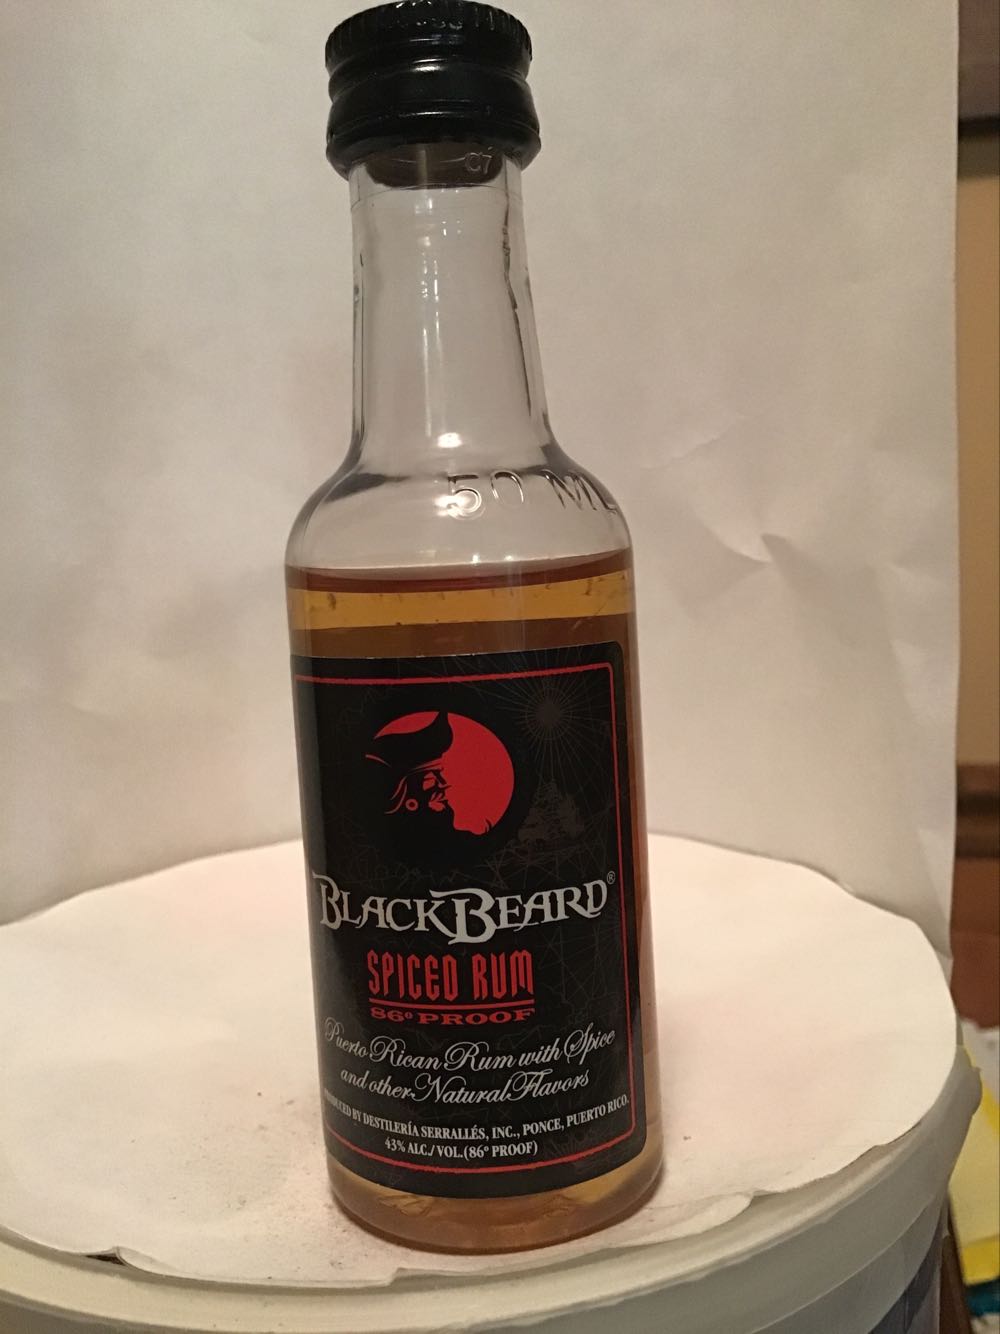 C7
50 ML
BLACKBEARD®
SPICED RUM
86° PROOF
Puerto Rican Rum with Spice
and other Natural Flavors
PRODUCED BY DESTILERÍA SERRALLÉS, INC., PONCE, PUERTO RICO.
43% ALC./VOL.(86° PROOF)